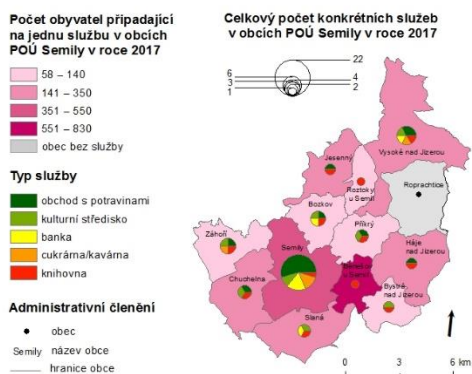 Počet obyvatel připadající
na jednu službu v obcích
POÚ Semily v roce 2017
58 – 140
141 – 350
351 – 550
551 – 830
obec bez služby
Typ služby
obchod s potravinami
kulturní středisko
banka
cukrárna/kavárna
knihovna
Administrativní členění
obec
Semily název obce
hranice obce
Celkový počet konkrétních služeb
v obcích POÚ Semily v roce 2017
22
6
3
1
4
2
Vysoké nad Jizerou
Jesenný
Roztoky
u Semil
Roprachtice
Bozkov
Příkrý
Záhoří
Semily
Háje
nad Jizerou
Chuchelna
u Semil
Bystrá
nad Jizerou
Slaná
0 3 6 km